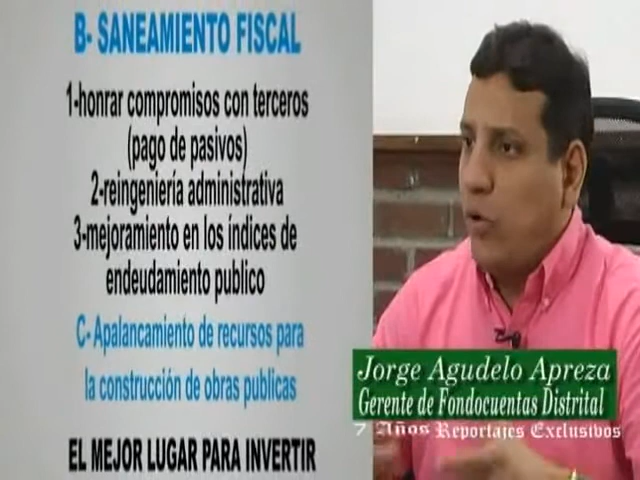 B- SANEAMIENTO FISCAL
1-honrar compromisos con terceros
(pago de pasivos)
2-reingeniería administrativa
3-mejoramiento en los índices de
endeudamiento publico
C- Apalancamiento de recursos para
la construcción de obras publicas
EL MEJOR LUGAR PARA INVERTIR
Jorge Agudelo Apreza
Gerente de Fondocuentas Distrital
7 Años Reportajes Exclusivos